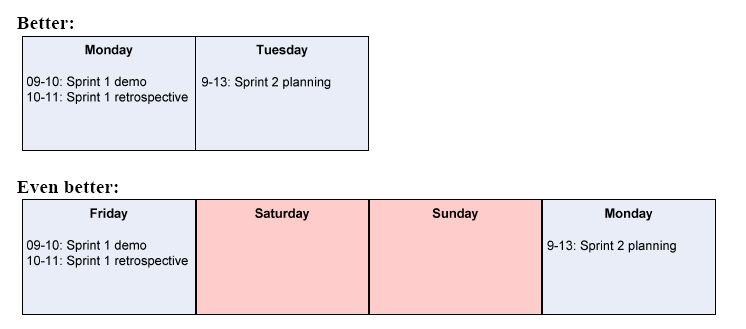 Better:
Monday
Tuesday
09-10: Sprint 1 demo
10-11: Sprint 1 retrospective
9-13: Sprint 2 planning
Even better:
Friday
Saturday
Sunday
Monday
09-10: Sprint 1 demo
10-11: Sprint 1 retrospective
9-13: Sprint 2 planning